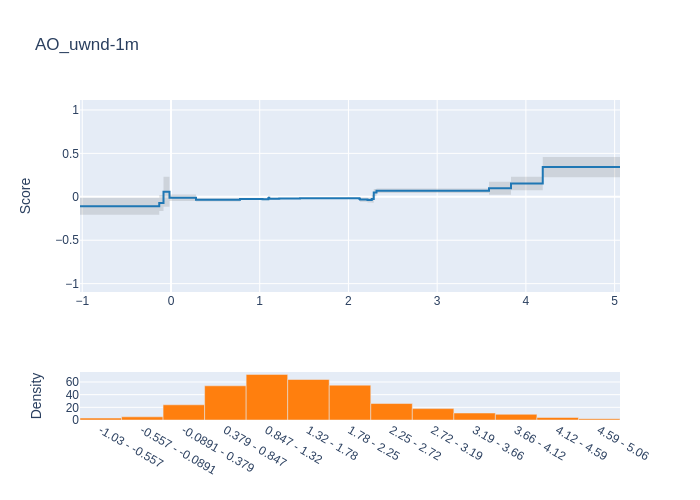 AO_uwnd-1m
Score
1
0.5
0
−0.5
−1
−1 0 1 2 3 4 5
Density
60
40
20
0
-1.03 - -0.557
-0.557 - -0.0891
-0.0891 - 0.379
0.379 - 0.847
0.847 - 1.32
1.32 - 1.78
1.78 - 2.25
2.25 - 2.72
2.72 - 3.19
3.19 - 3.66
3.66 - 4.12
4.12 - 4.59
4.59 - 5.06